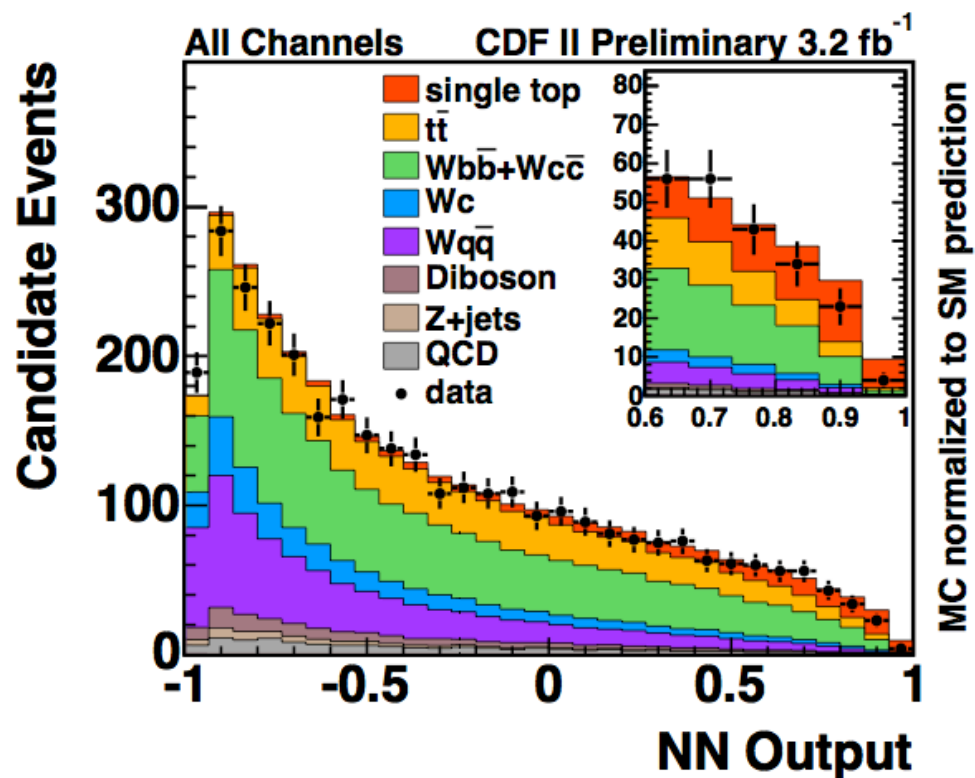 All Channels CDF II Preliminary 3.2 fb⁻¹
Candidate Events
MC normalized to SM prediction
single top
tt̄
Wbb̄+Wcc̄
Wc
Wqq̄
Diboson
Z+jets
QCD
data
300
200
100
0
-1 -0.5 0 0.5 1
NN Output
80
70
60
50
40
30
20
10
0
0.6 0.7 0.8 0.9 1